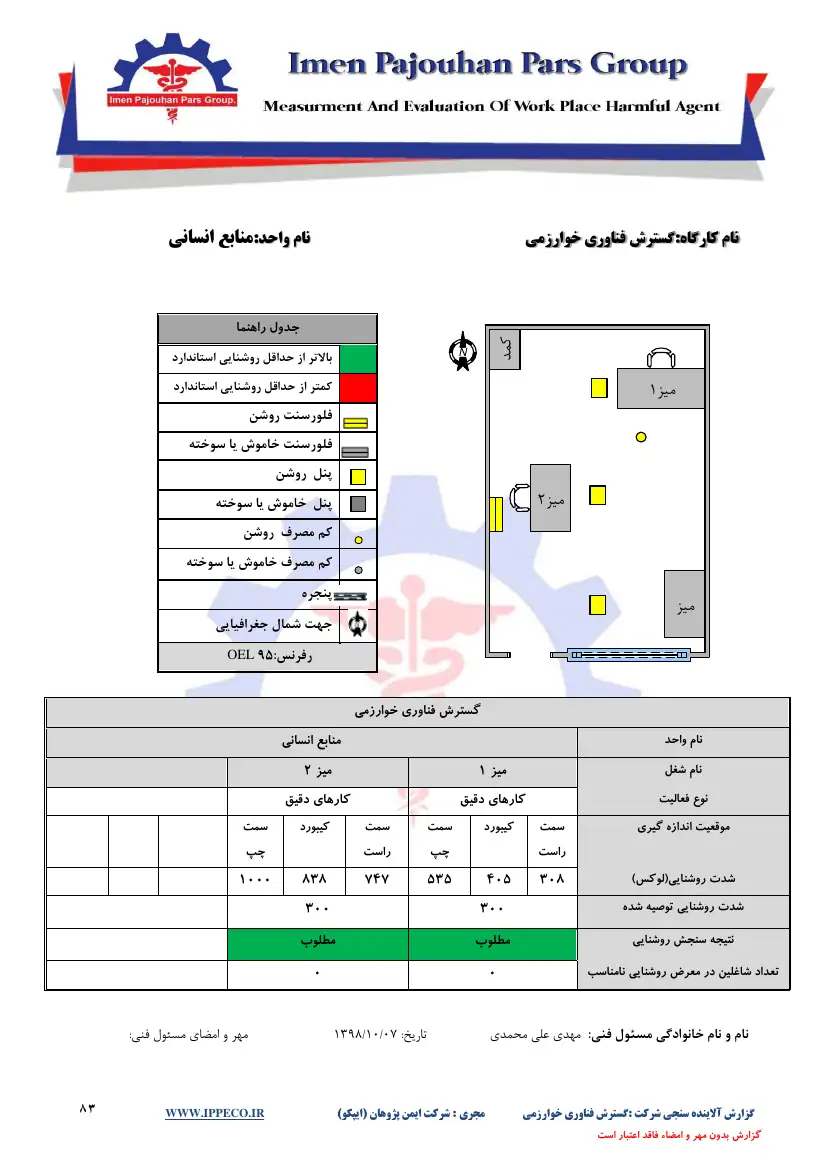 Imen Pajouhan Pars Group
Imen Pajouhan Pars Group.
Measurment And Evaluation Of Work Place Harmful Agent
نام کارگاه:گسترش فناوری خوارزمی
نام واحد:منابع انسانی
کمد
میز۱
میز۲
میز
N
جدول راهنما
بالاتر از حداقل روشنایی استاندارد
کمتر از حداقل روشنایی استاندارد
فلورسنت روشن
فلورسنت خاموش یا سوخته
پنل روشن
پنل خاموش یا سوخته
کم مصرف روشن
کم مصرف خاموش یا سوخته
پنجره
جهت شمال جغرافیایی
رفرنس:OEL ۹۵
گسترش فناوری خوارزمی
نام واحد منابع انسانی
نام شغل میز ۱ میز ۲
نوع فعالیت کارهای دقیق کارهای دقیق
موقعیت اندازه گیری سمت راست کیبورد سمت چپ سمت راست کیبورد سمت چپ
شدت روشنایی(لوکس) ۳۰۸ ۴۰۵ ۵۳۵ ۷۴۷ ۸۳۸ ۱۰۰۰
شدت روشنایی توصیه شده ۳۰۰ ۳۰۰
نتیجه سنجش روشنایی مطلوب مطلوب
تعداد شاغلین در معرض روشنایی نامناسب ۰ ۰
نام و نام خانوادگی مسئول فنی: مهدی علی محمدی تاریخ: ۱۳۹۸/۱۰/۰۷ مهر و امضای مسئول فنی:
گزارش آلاینده سنجی شرکت :گسترش فناوری خوارزمی مجری : شرکت ایمن پژوهان (ایپکو) WWW.IPPECO.IR ۸۳
گزارش بدون مهر و امضاء فاقد اعتبار است